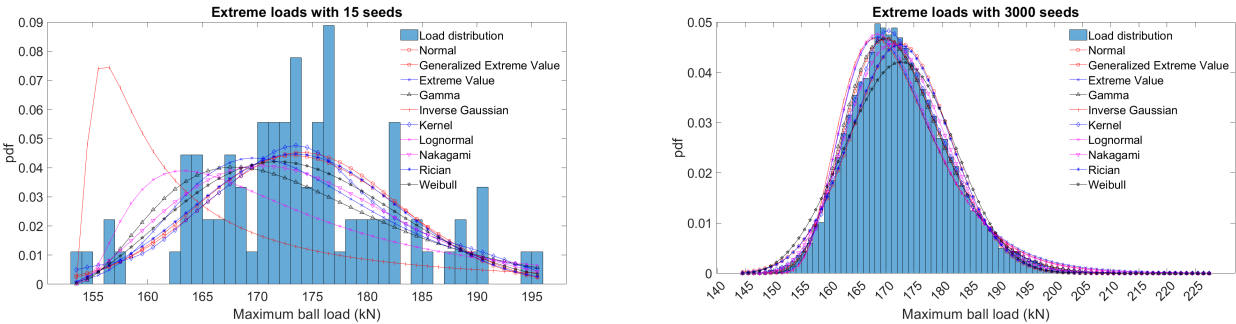 Extreme loads with 15 seeds
0.09
0.08
0.07
0.06
0.05
0.04
0.03
0.02
0.01
0
pdf
155
160
165
170
175
180
185
190
195
Maximum ball load (kN)
Load distribution
Normal
Generalized Extreme Value
Extreme Value
Gamma
Inverse Gaussian
Kernel
Lognormal
Nakagami
Rician
Weibull
Extreme loads with 3000 seeds
0.05
0.04
0.03
0.02
0.01
0
pdf
140
145
150
155
160
165
170
175
180
185
190
195
200
205
210
215
220
225
Maximum ball load (kN)
Load distribution
Normal
Generalized Extreme Value
Extreme Value
Gamma
Inverse Gaussian
Kernel
Lognormal
Nakagami
Rician
Weibull